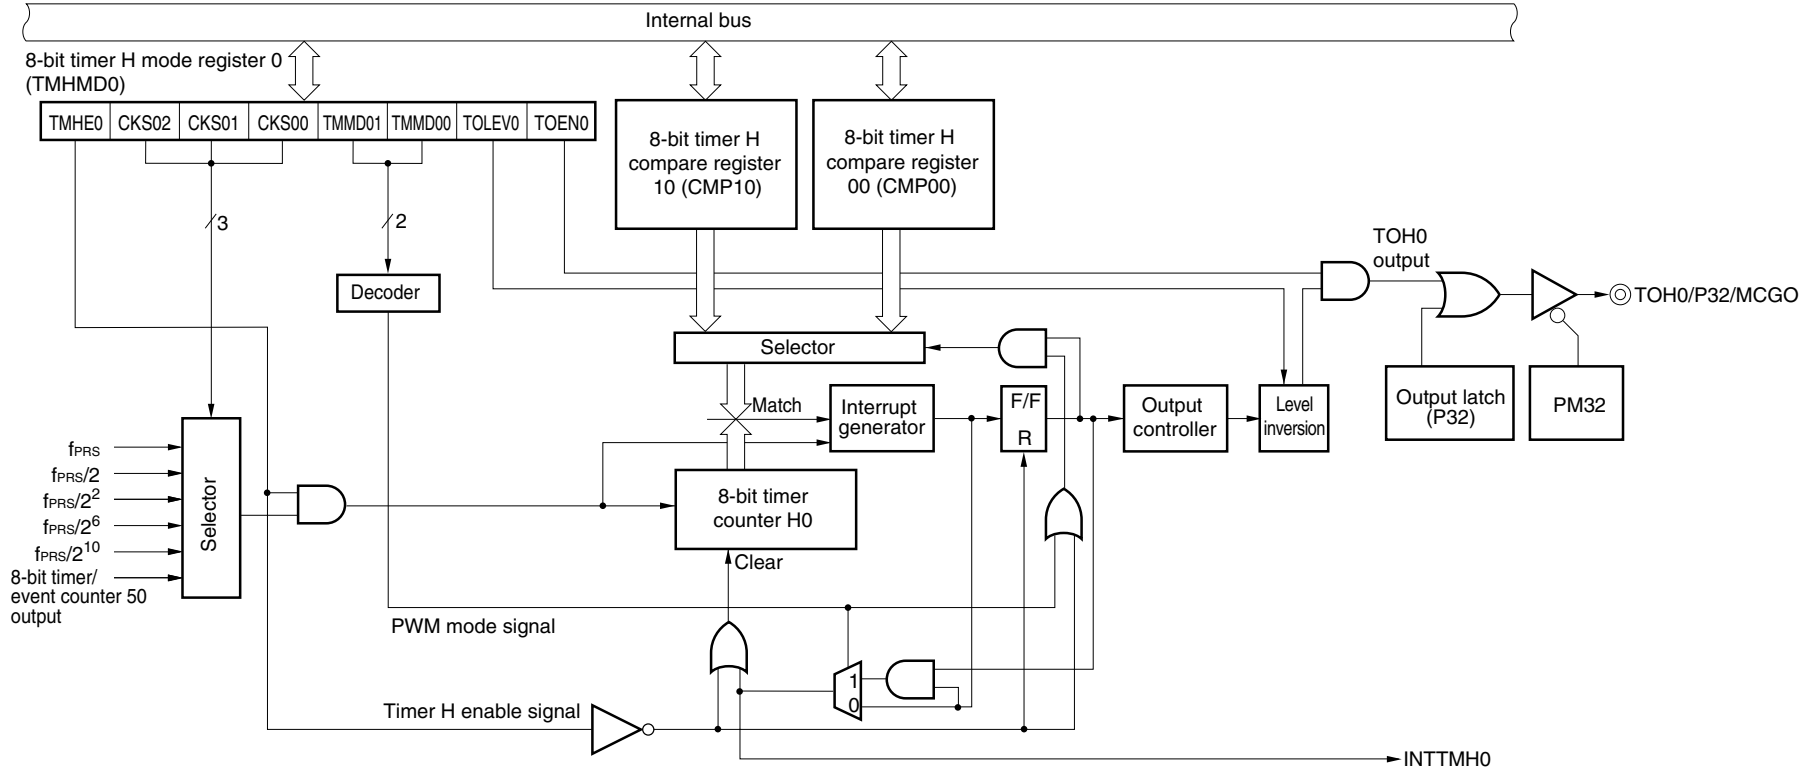 Internal bus
8-bit timer H mode register 0
(TMHMD0)
TMHE0 CKS02 CKS01 CKS00 TMMD01 TMMD00 TOLEV0 TOEN0
8-bit timer H
compare register
10 (CMP10)
8-bit timer H
compare register
00 (CMP00)
3
2
Decoder
TOH0
output
TOH0/P32/MCGO
Selector
Match
Interrupt
generator
F/F
R
Output
controller
Level
inversion
Output latch
(P32)
PM32
fPRS
fPRS/2
fPRS/2²
fPRS/2⁶
fPRS/2¹⁰
8-bit timer/
event counter 50
output
Selector
8-bit timer
counter H0
Clear
PWM mode signal
1
0
Timer H enable signal
INTTMH0